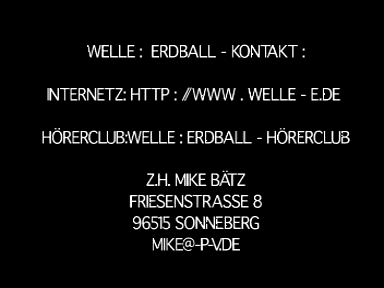 WELLE : ERDBALL - KONTAKT :
INTERNETZ: HTTP : //WWW . WELLE - E.DE
HÖRERCLUB:WELLE : ERDBALL - HÖRERCLUB
Z.H. MIKE BÄTZ
FRIESENSTRASSE 8
96515 SONNEBERG
MIKE@-P-V.DE